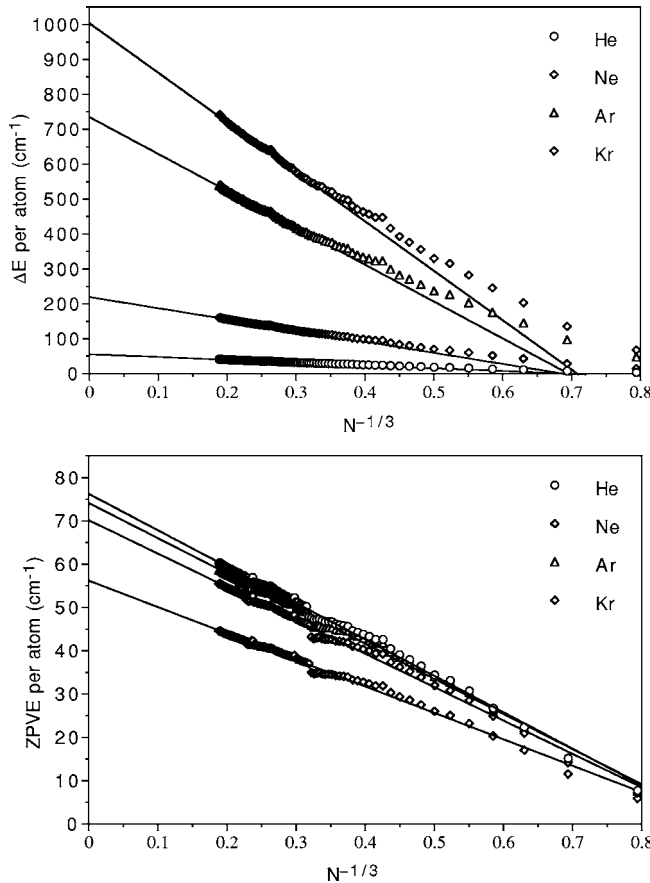 1000
900
800
700
600
500
400
300
200
100
0
ΔE per atom (cm⁻¹)
He
Ne
Ar
Kr
0 0.1 0.2 0.3 0.4 0.5 0.6 0.7 0.8
N⁻¹/³
80
70
60
50
40
30
20
10
0
ZPVE per atom (cm⁻¹)
He
Ne
Ar
Kr
0 0.1 0.2 0.3 0.4 0.5 0.6 0.7 0.8
N⁻¹/³